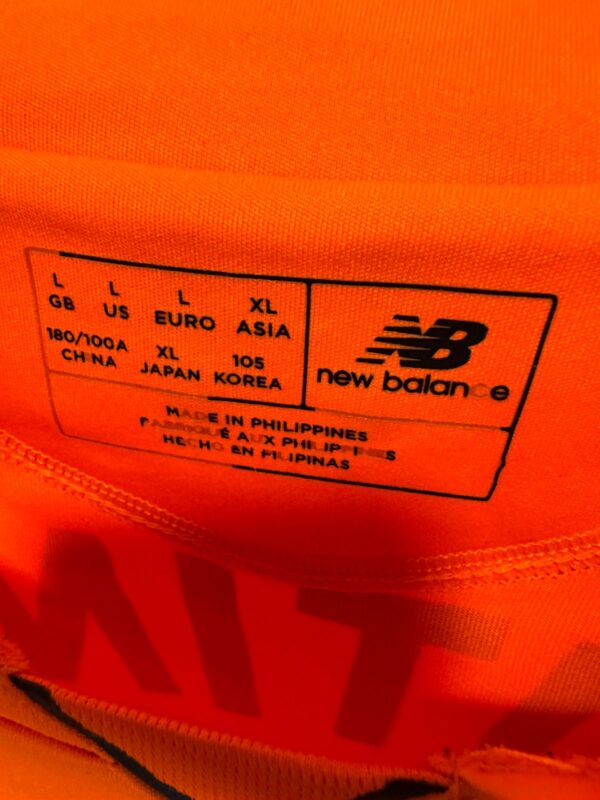 L L L XL
GB US EURO ASIA
180/100A XL 105
CHINA JAPAN KOREA
NB
new balance
MADE IN PHILIPPINES
FABRIQUÉ AUX PHILIPPINES
HECHO EN FILIPINAS